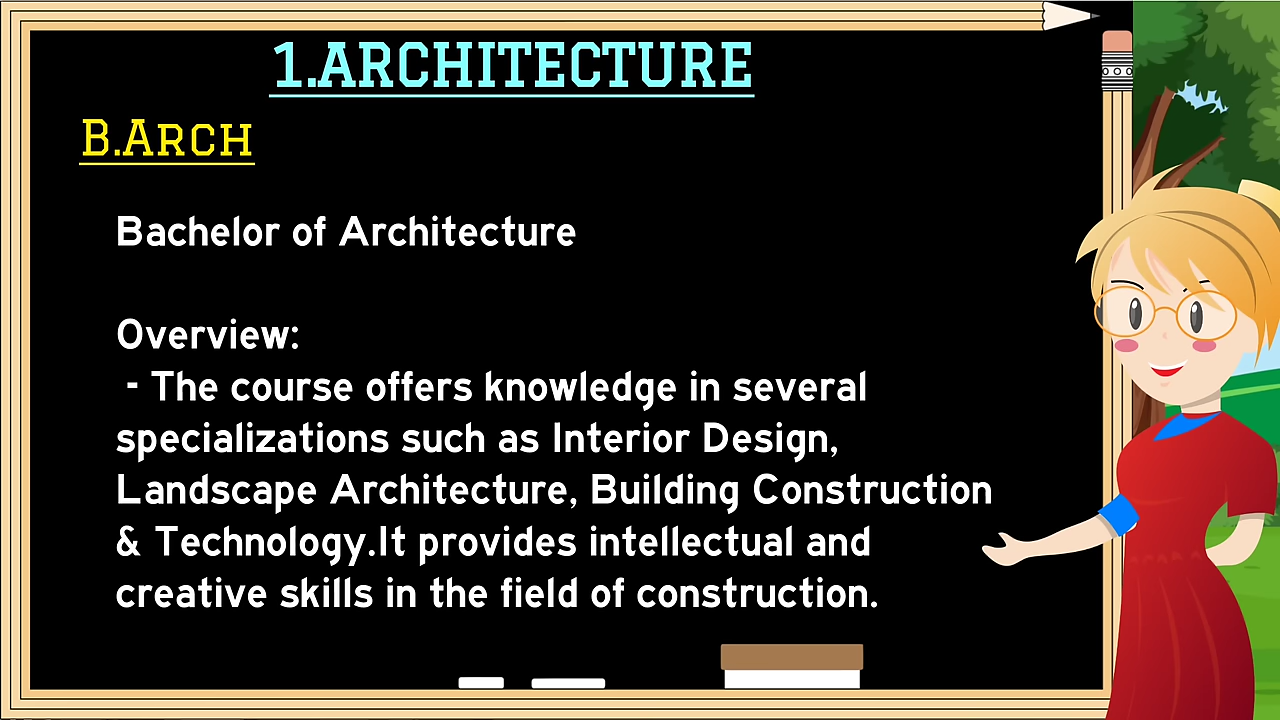 1.ARCHITECTURE
B.ARCH
Bachelor of Architecture
Overview:
- The course offers knowledge in several
specializations such as Interior Design,
Landscape Architecture, Building Construction
& Technology.It provides intellectual and
creative skills in the field of construction.